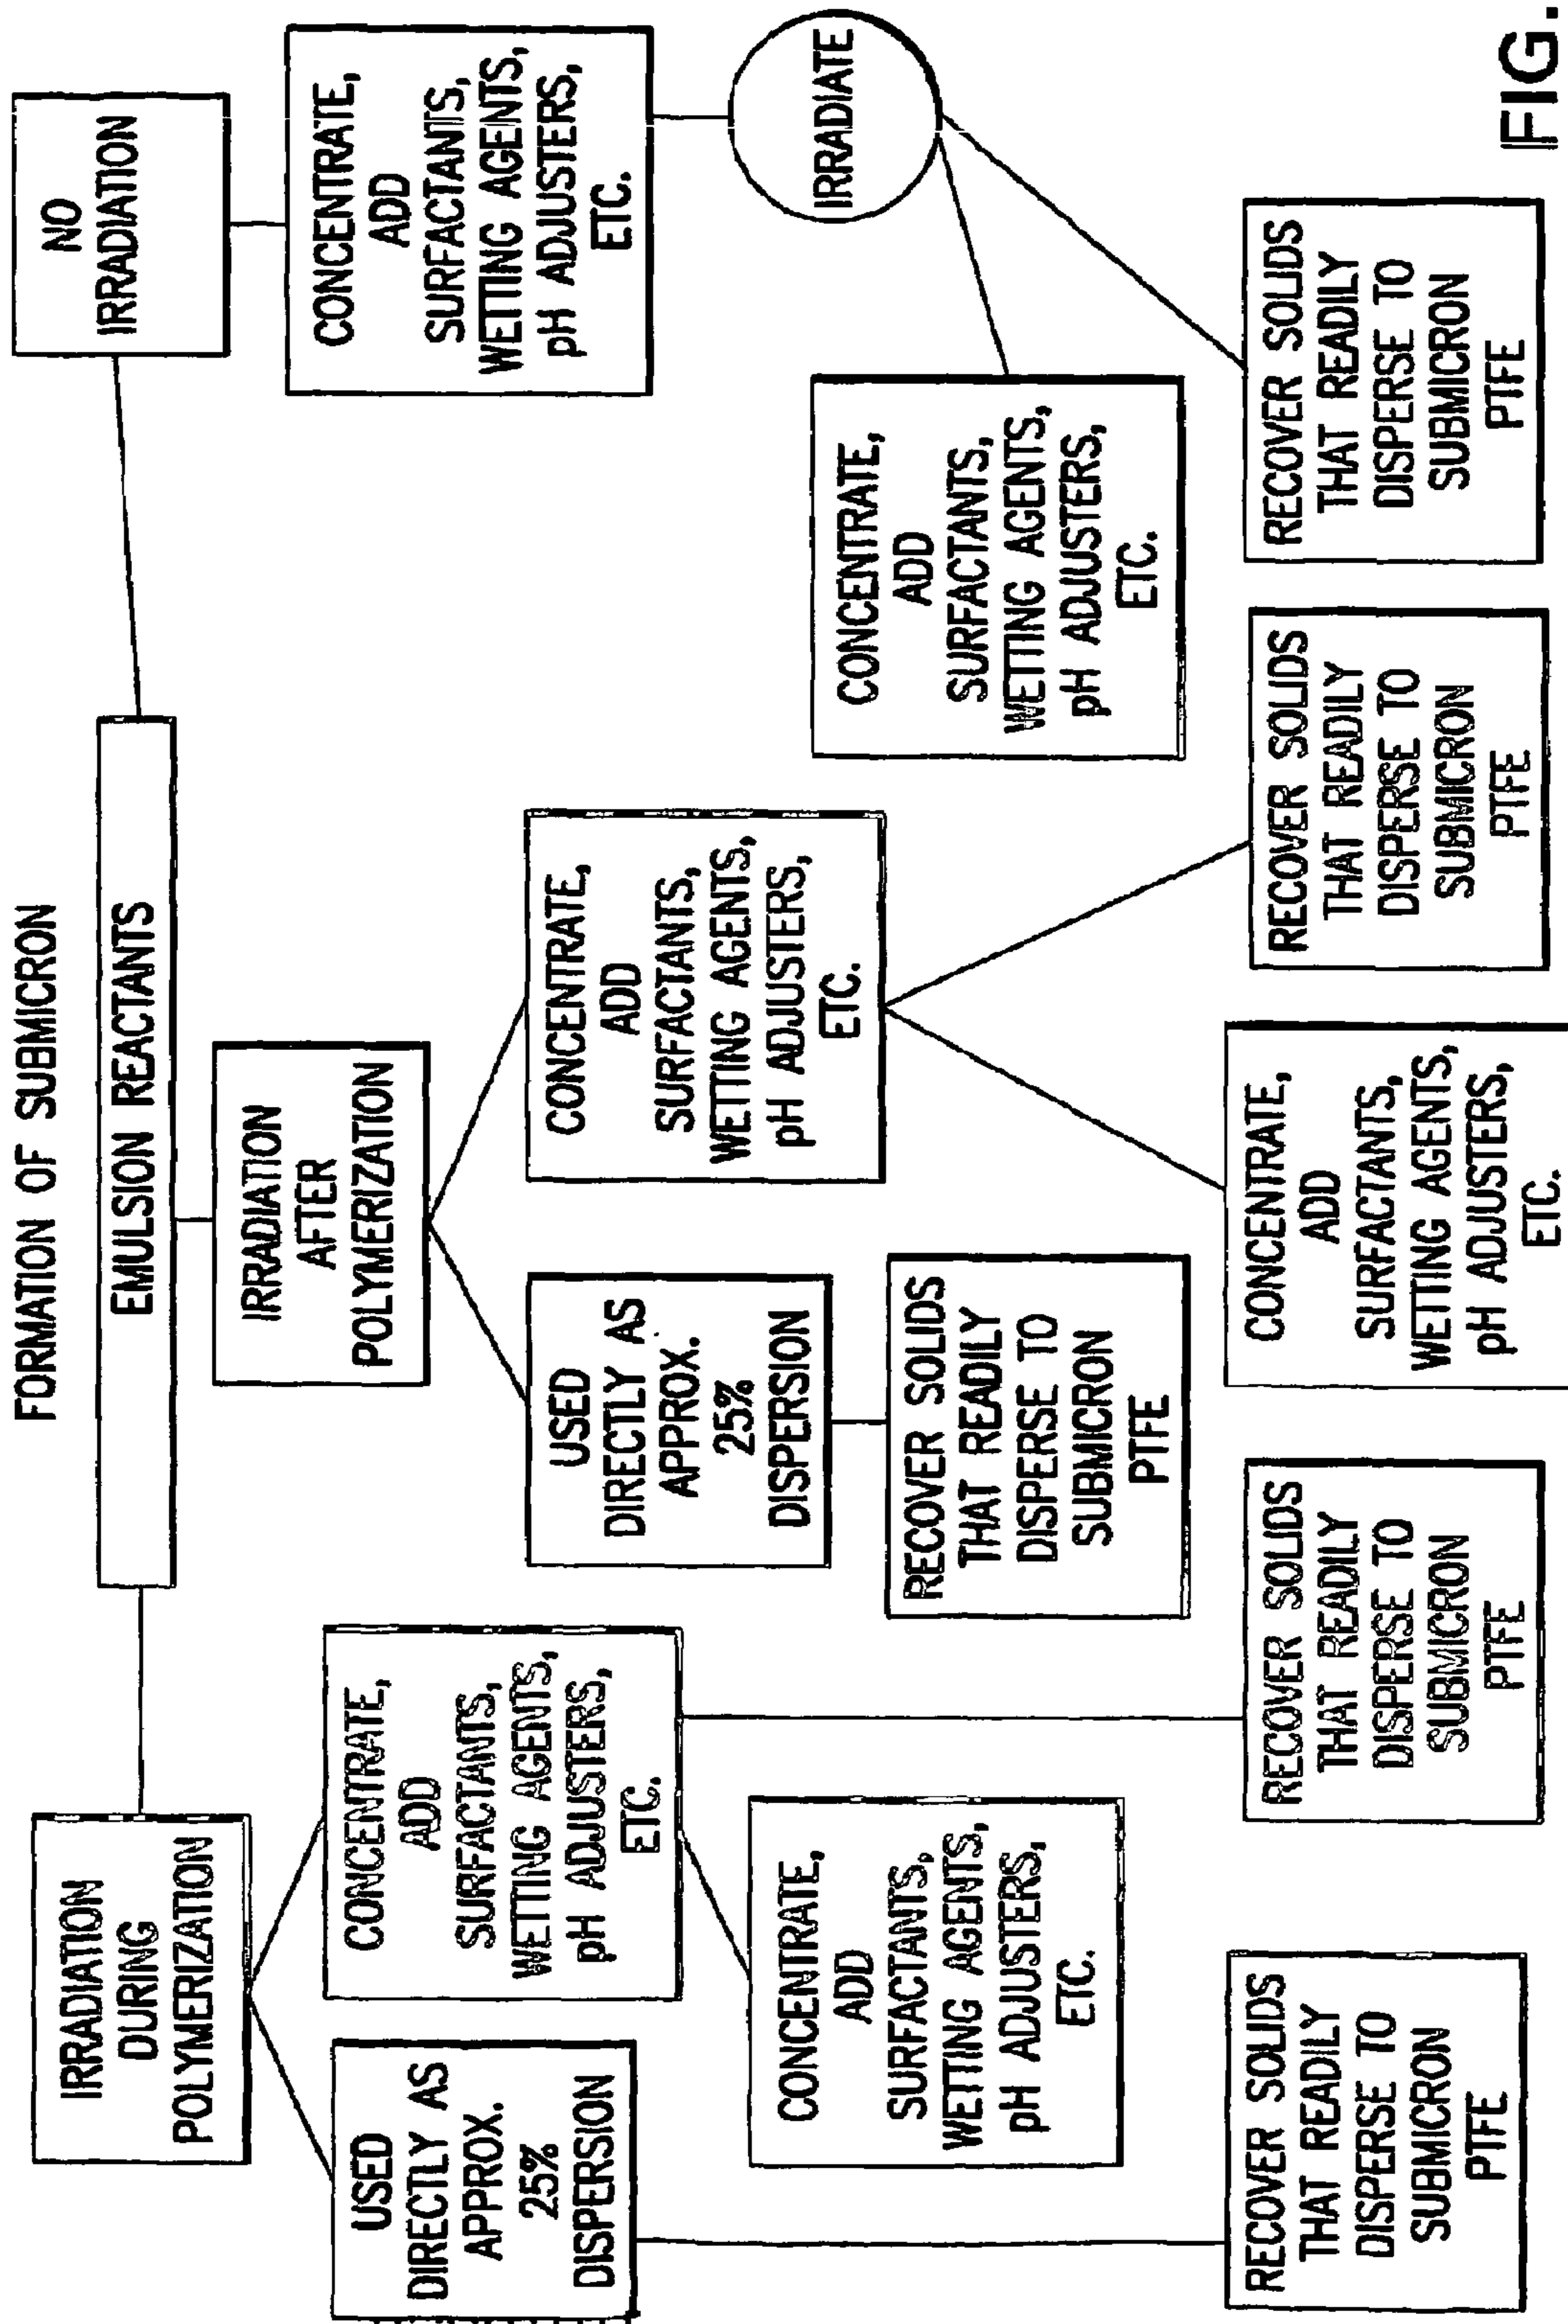 FORMATION OF SUBMICRON
EMULSION REACTANTS
IRRADIATION
DURING
POLYMERIZATION
USED
DIRECTLY AS
APPROX.
25%
DISPERSION
RECOVER SOLIDS
THAT READILY
DISPERSE TO
SUBMICRON
PTFE
CONCENTRATE,
ADD
SURFACTANTS,
WETTING AGENTS,
pH ADJUSTERS,
ETC.
CONCENTRATE,
ADD
SURFACTANTS,
WETTING AGENTS,
pH ADJUSTERS,
ETC.
RECOVER SOLIDS
THAT READILY
DISPERSE TO
SUBMICRON
PTFE
IRRADIATION
AFTER
POLYMERIZATION
USED
DIRECTLY AS
APPROX.
25%
DISPERSION
RECOVER SOLIDS
THAT READILY
DISPERSE TO
SUBMICRON
PTFE
CONCENTRATE,
ADD
SURFACTANTS,
WETTING AGENTS,
pH ADJUSTERS,
ETC.
CONCENTRATE,
ADD
SURFACTANTS,
WETTING AGENTS,
pH ADJUSTERS,
ETC.
RECOVER SOLIDS
THAT READILY
DISPERSE TO
SUBMICRON
PTFE
NO
IRRADIATION
CONCENTRATE,
ADD
SURFACTANTS,
WETTING AGENTS,
pH ADJUSTERS,
ETC.
IRRADIATE
CONCENTRATE,
ADD
SURFACTANTS,
WETTING AGENTS,
pH ADJUSTERS,
ETC.
RECOVER SOLIDS
THAT READILY
DISPERSE TO
SUBMICRON
PTFE
FIG.